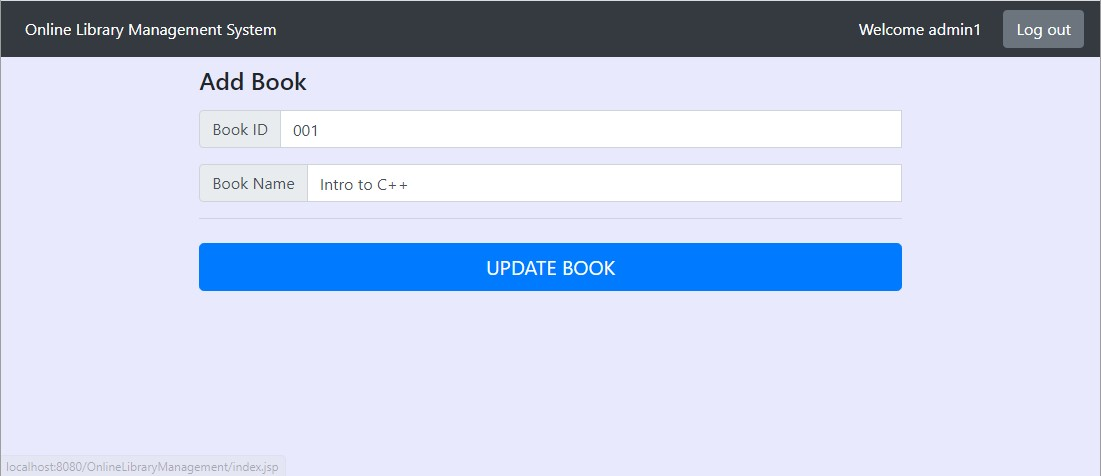 Online Library Management System Welcome admin1 Log out
Add Book
Book ID 001
Book Name Intro to C++
UPDATE BOOK
localhost:8080/OnlineLibraryManagement/index.jsp